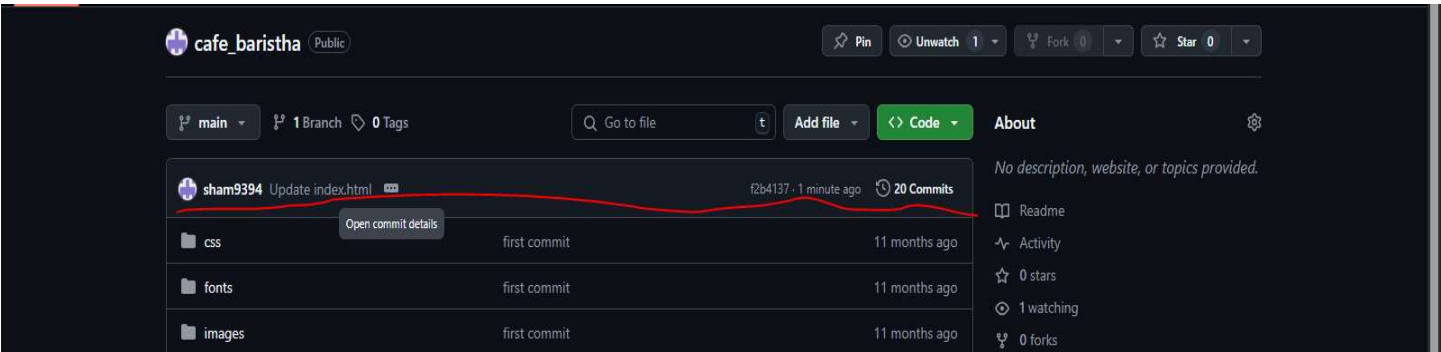 cafe_baristha Public Pin Unwatch 1 Fork 0 Star 0
main 1 Branch 0 Tags Go to file t Add file <> Code About
No description, website, or topics provided.
sham9394 Update index.html f2b4137 · 1 minute ago 20 Commits
Readme
Open commit details
css first commit 11 months ago
Activity
0 stars
fonts first commit 11 months ago
1 watching
images first commit 11 months ago
0 forks